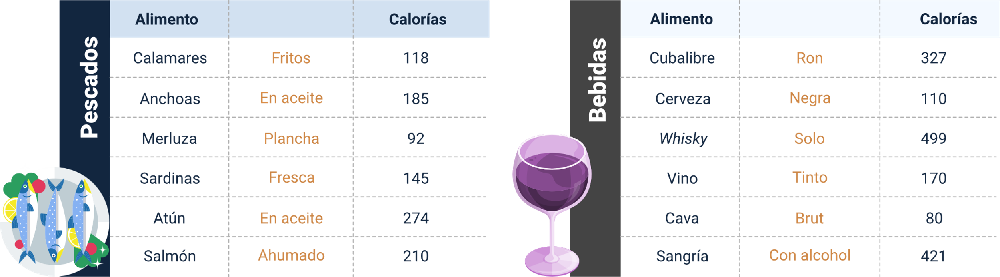 Pescados
Alimento Calorías
Calamares Fritos 118
Anchoas En aceite 185
Merluza Plancha 92
Sardinas Fresca 145
Atún En aceite 274
Salmón Ahumado 210
Bebidas
Alimento Calorías
Cubalibre Ron 327
Cerveza Negra 110
Whisky Solo 499
Vino Tinto 170
Cava Brut 80
Sangría Con alcohol 421